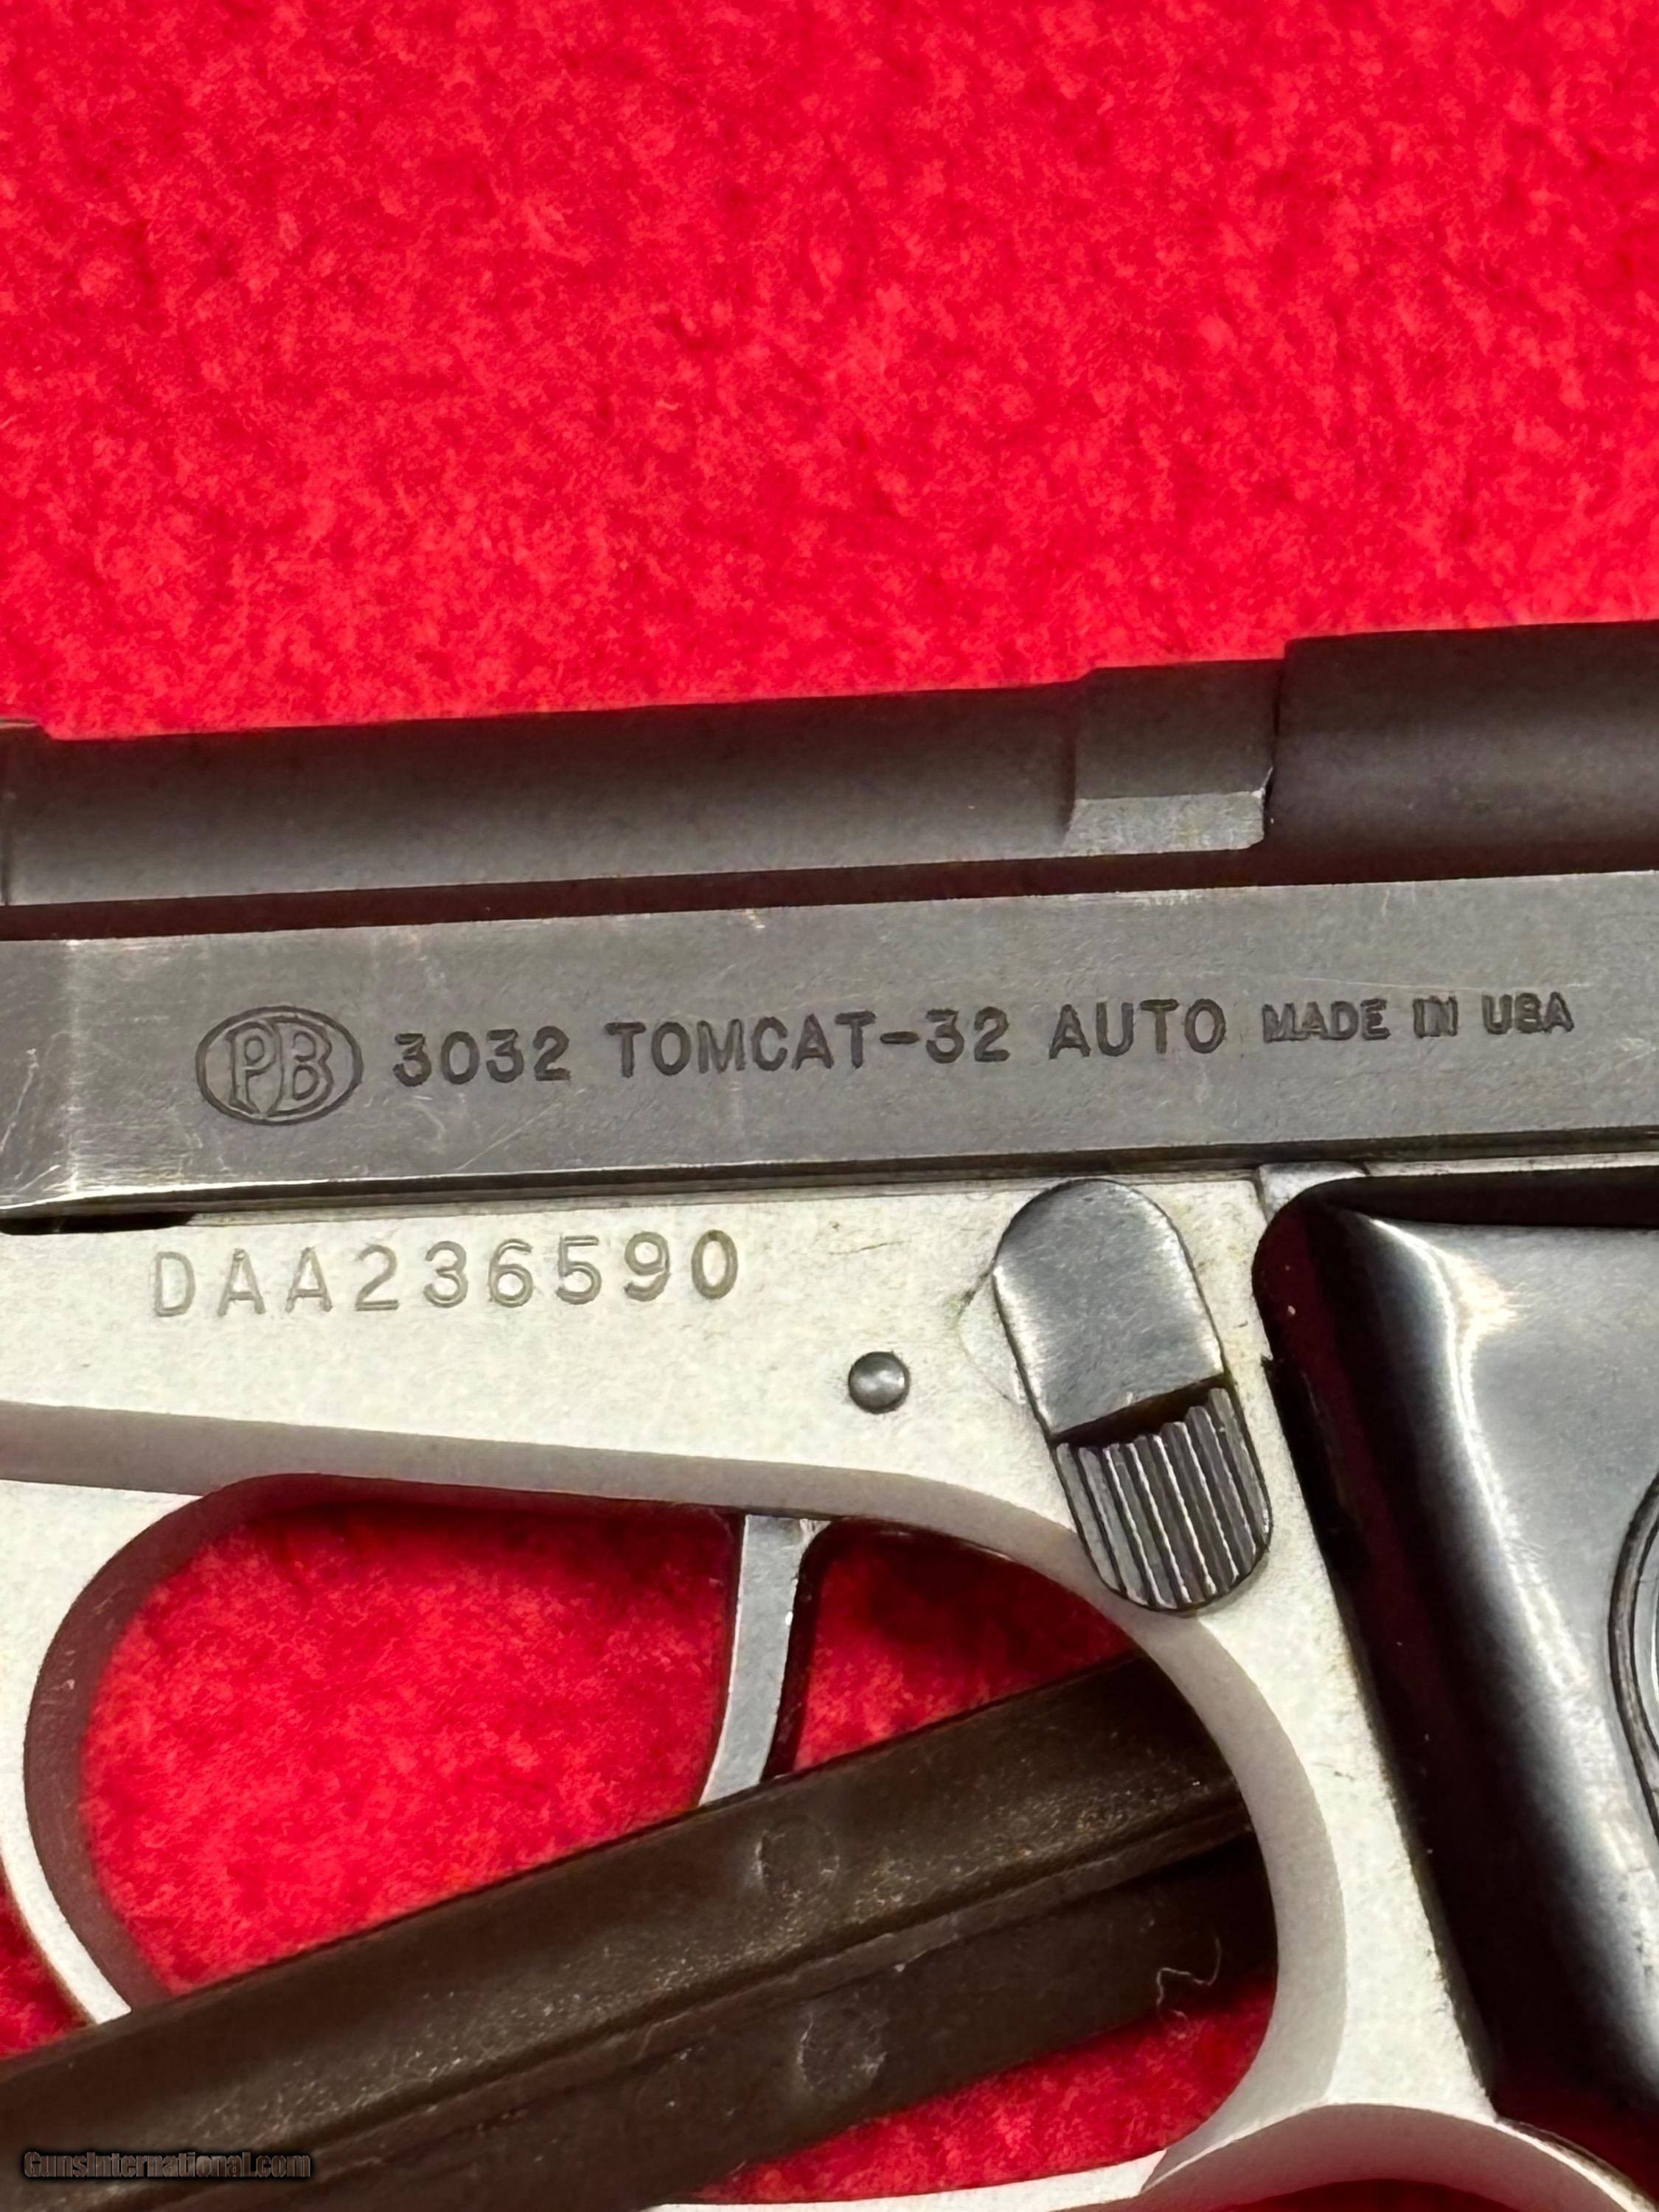 PB 3032 TOMCAT-32 AUTO MADE IN USA
DAA236590
GunsInternational.com